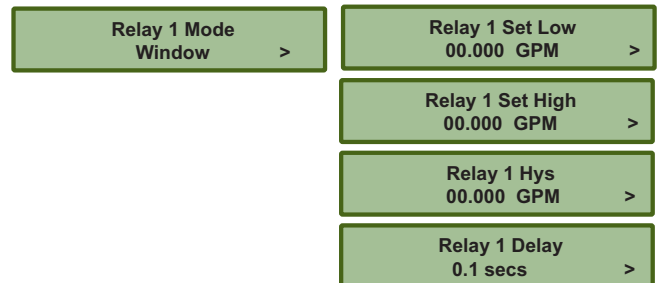 Relay 1 Mode
Window >
Relay 1 Set Low
00.000 GPM >
Relay 1 Set High
00.000 GPM >
Relay 1 Hys
00.000 GPM >
Relay 1 Delay
0.1 secs >